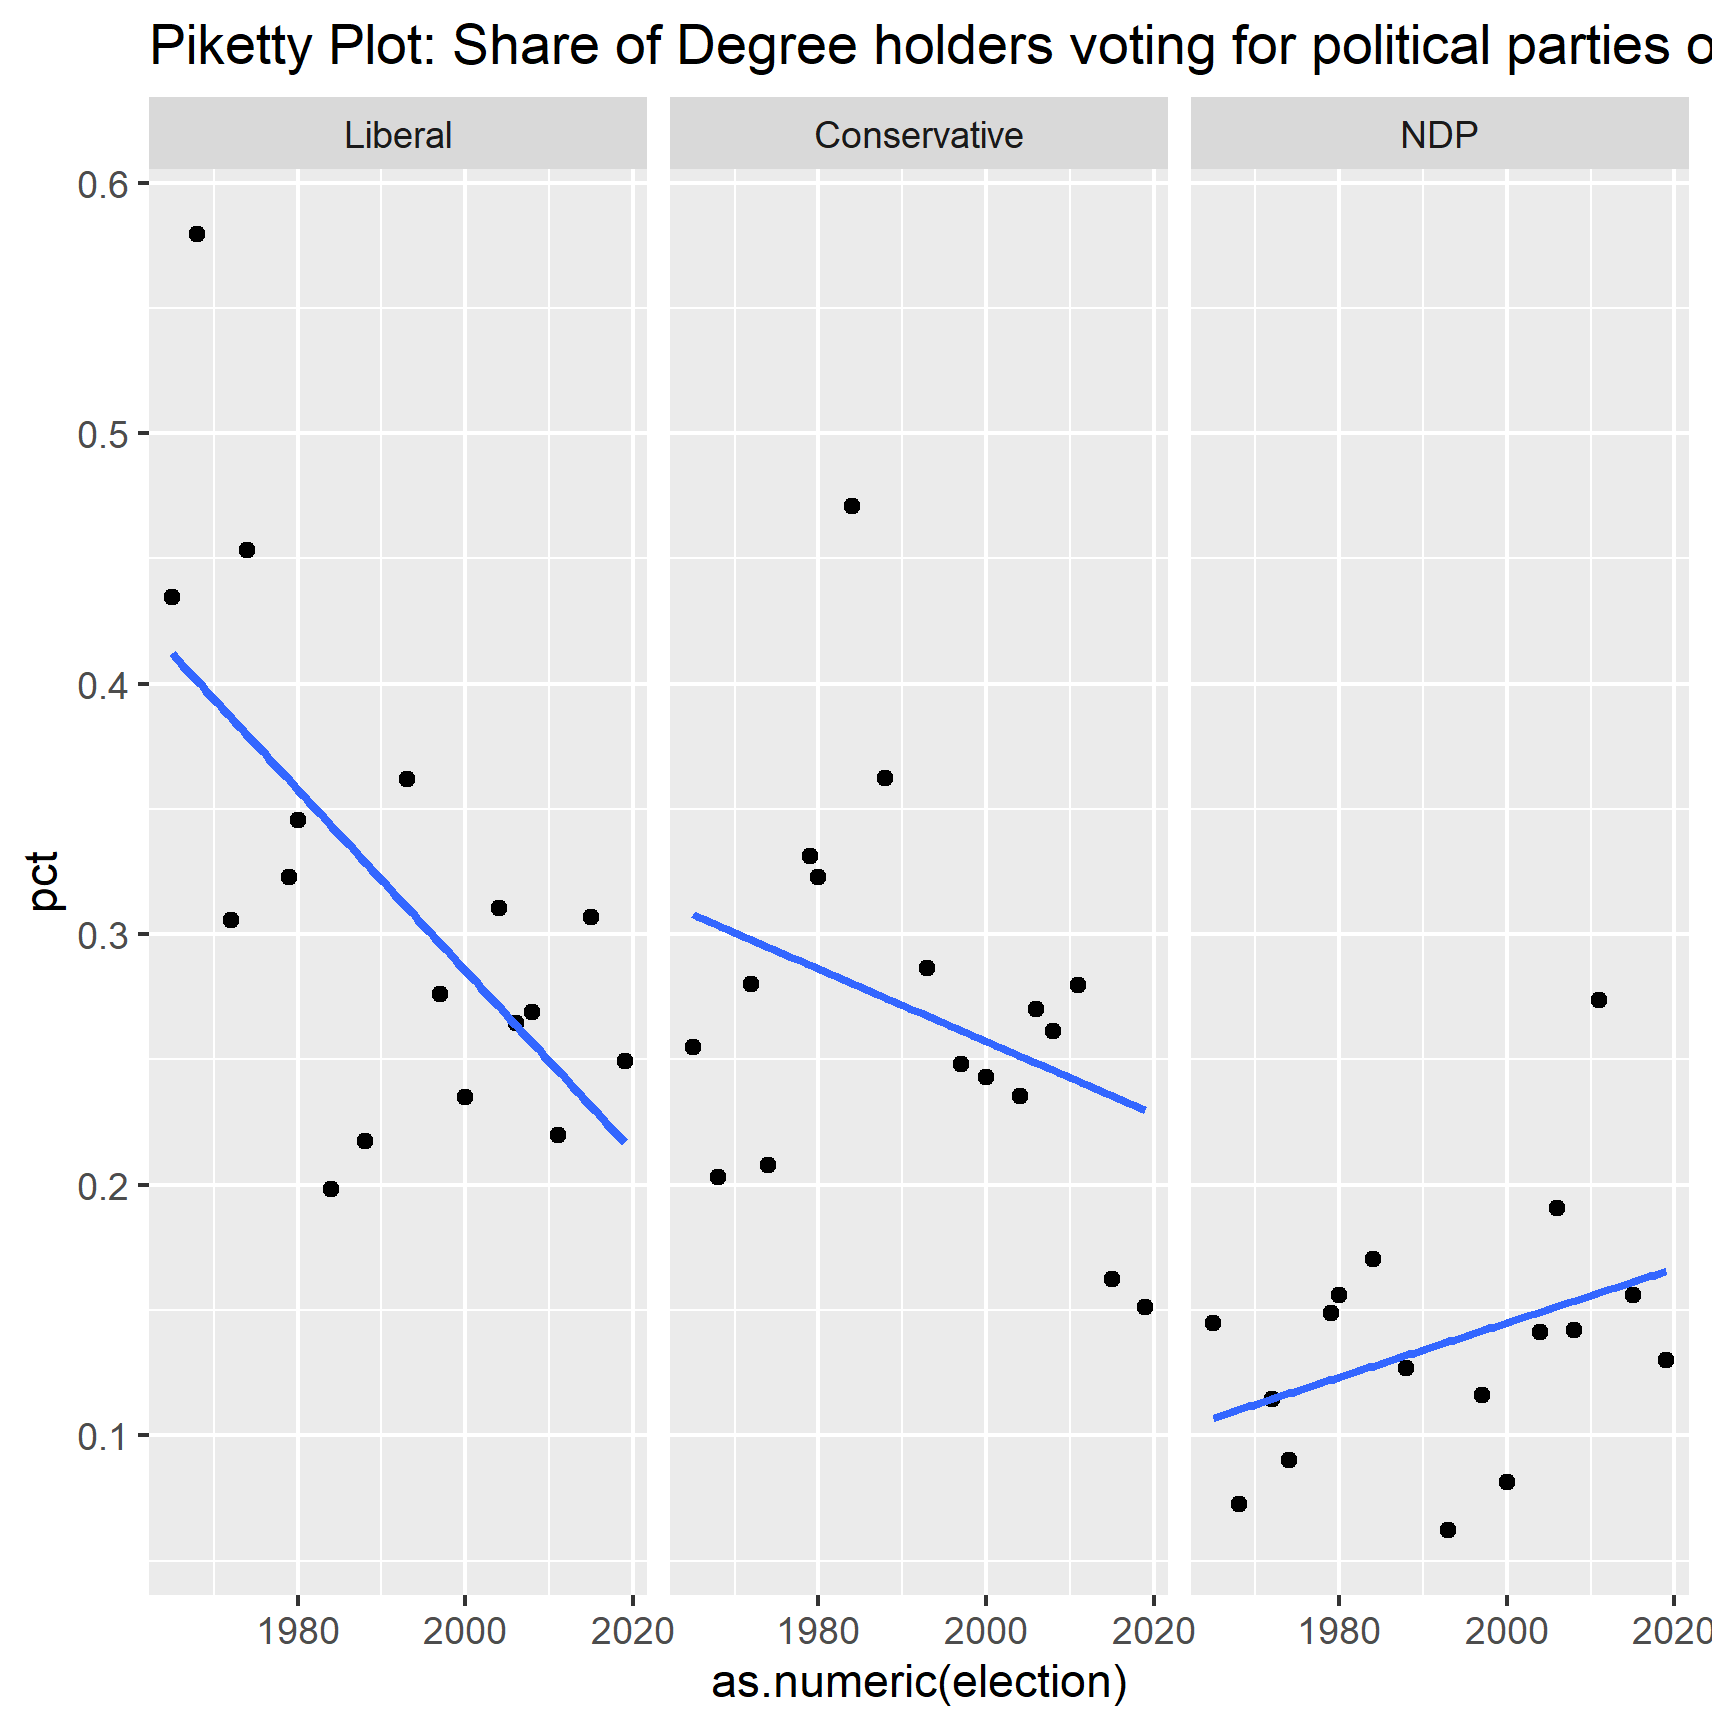 Piketty Plot: Share of Degree holders voting for political parties o
Liberal Conservative NDP
0.6
0.5
0.4
0.3
0.2
0.1
pct
1980 2000 2020 1980 2000 2020 1980 2000 2020
as.numeric(election)